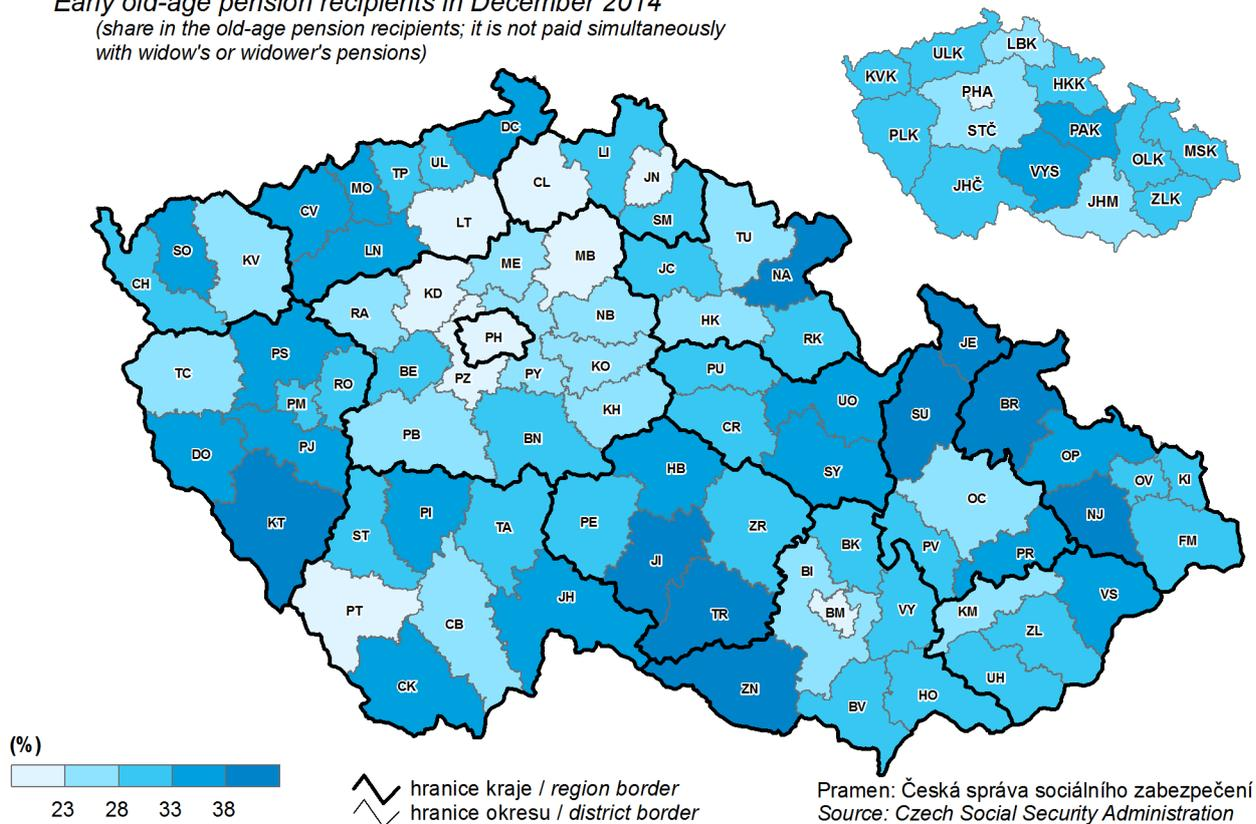 Early old-age pension recipients in December 2014
(share in the old-age pension recipients; it is not paid simultaneously
with widow's or widower's pensions)
LBK
ULK
KVK
HKK
PHA
STČ
PAK
PLK
MSK
OLK
VYS
JHČ
ZLK
JHM
DC
LI
UL
TP
JN
CL
MO
CV
SM
LT
TU
SO
LN
MB
KV
ME
JC
NA
CH
KD
RA
NB
HK
PH
RK
JE
PS
KO
BE
PU
TC
PY
PZ
RO
UO
PM
BR
KH
SU
CR
PB
BN
PJ
DO
OP
HB
SY
KI
OV
OC
PI
NJ
KT
PE
ZR
TA
ST
FM
BK
PV
PR
JI
BI
VS
JH
PT
VY
KM
BM
TR
CB
ZL
UH
CK
ZN
HO
BV
(%)
23 28 33 38
hranice kraje / region border
hranice okresu / district border
Pramen: Česká správa sociálního zabezpečení
Source: Czech Social Security Administration